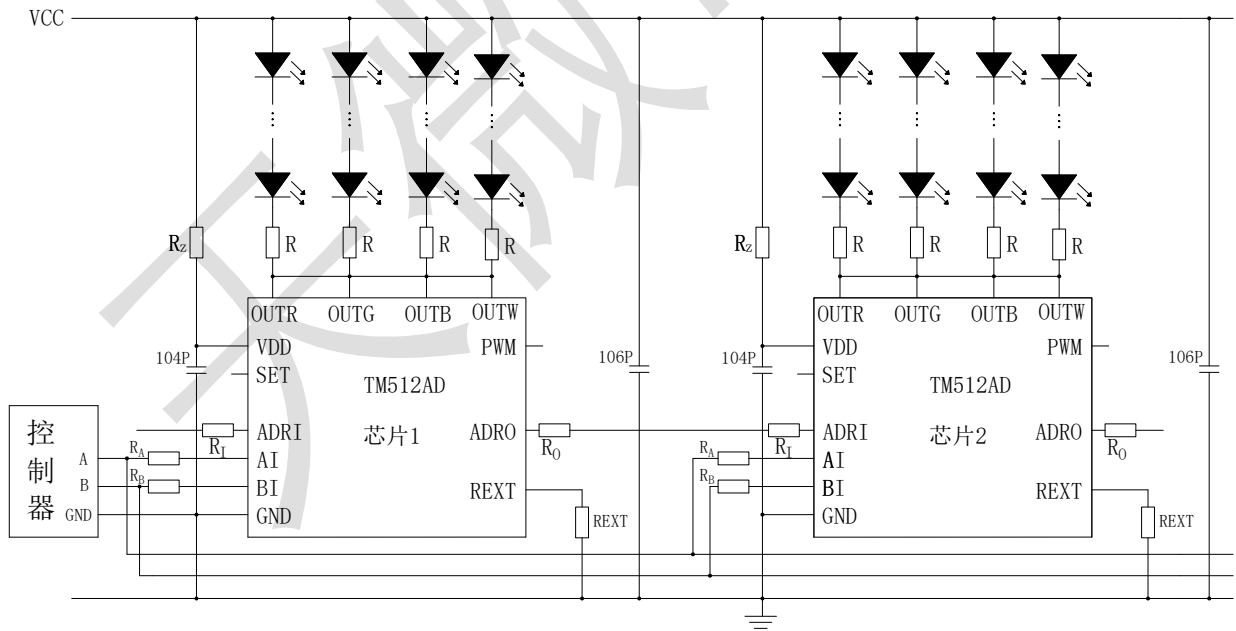 VCC
Rz
R
R
R
R
Rz
R
R
R
R
OUTR OUTG OUTB OUTW
OUTR OUTG OUTB OUTW
104P
VDD
PWM
106P
104P
VDD
PWM
106P
SET
TM512AD
SET
TM512AD
控制器
A
B
GND
RI
ADRI
芯片1
ADRO
RO
RI
ADRI
芯片2
ADRO
RO
RA
AI
RA
AI
RB
BI
REXT
RB
BI
REXT
GND
REXT
GND
REXT
天微